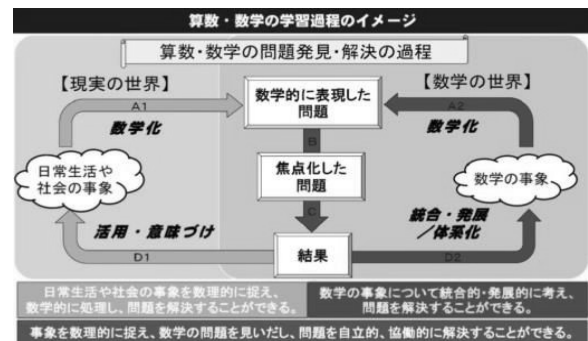 算数・数学の学習過程のイメージ
算数・数学の問題発見・解決の過程
【現実の世界】
【数学の世界】
A1
数学化
数学的に表現した
問題
A2
数学化
B
日常生活や
社会の事象
焦点化した
問題
数学の事象
C
活用・意味づけ
D1
結果
統合・発展
／体系化
D2
日常生活や社会の事象を数理的に捉え、
数学的に処理し、問題を解決することができる。
数学の事象について統合的・発展的に考え、
問題を解決することができる。
事象を数理的に捉え、数学の問題を見いだし、問題を自立的、協働的に解決することができる。